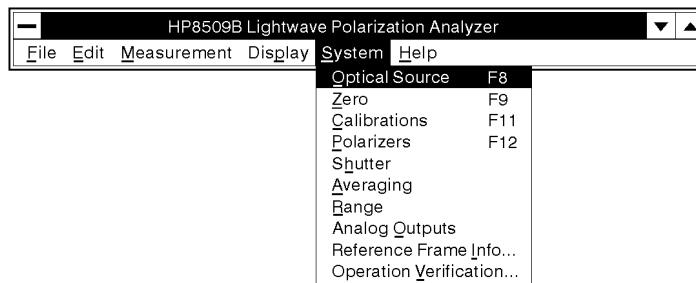 HP8509B Lightwave Polarization Analyzer
File Edit Measurement Display System Help
Optical Source F8
Zero F9
Calibrations F11
Polarizers F12
Shutter
Averaging
Range
Analog Outputs
Reference Frame Info...
Operation Verification...